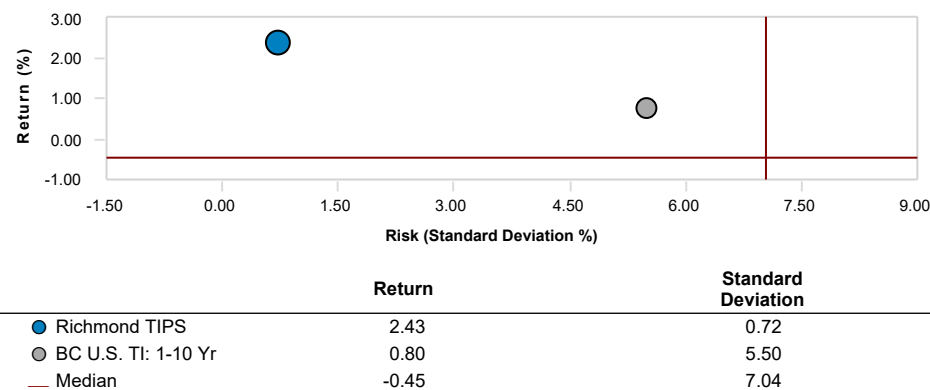 3.00
2.00
1.00
0.00
-1.00
Return (%)
-1.50 0.00 1.50 3.00 4.50 6.00 7.50 9.00
Risk (Standard Deviation %)
Return Standard Deviation
Richmond TIPS 2.43 0.72
BC U.S. TI: 1-10 Yr 0.80 5.50
Median -0.45 7.04